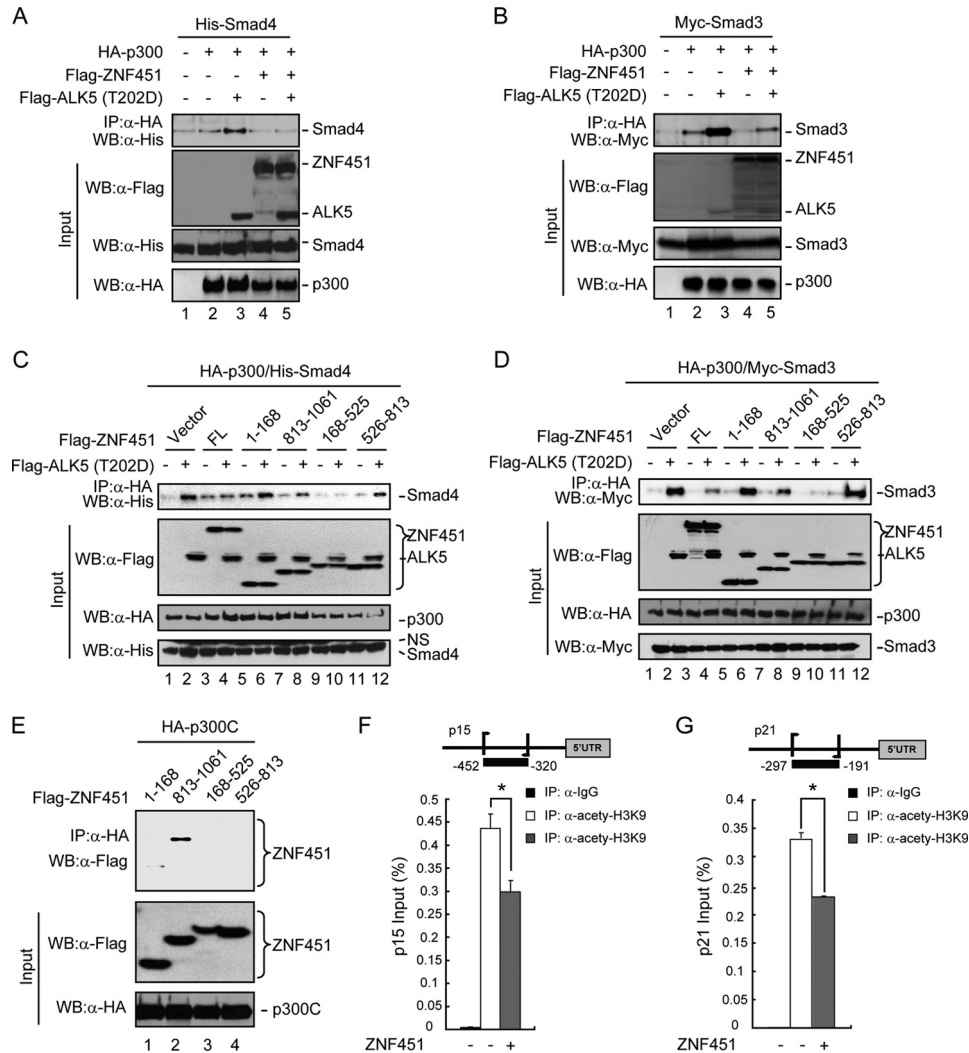 A
His-Smad4
HA-p300 - + + + +
Flag-ZNF451 - - - + +
Flag-ALK5 (T202D) - - + - +
IP:α-HA
WB:α-His
Smad4
WB:α-Flag
ZNF451
ALK5
WB:α-His
Smad4
WB:α-HA
p300
Input
1 2 3 4 5
B
Myc-Smad3
HA-p300 - + + + +
Flag-ZNF451 - - - + +
Flag-ALK5 (T202D) - - + - +
IP:α-HA
WB:α-Myc
Smad3
WB:α-Flag
ZNF451
ALK5
WB:α-Myc
Smad3
WB:α-HA
p300
Input
1 2 3 4 5
C
HA-p300/His-Smad4
Flag-ZNF451 Vector FL 1-168 813-1061 168-525 526-813
Flag-ALK5 (T202D) - + - + - + - + - + - +
IP:α-HA
WB:α-His
Smad4
WB:α-Flag
ZNF451
ALK5
WB:α-HA
p300
WB:α-His
NS
Smad4
Input
1 2 3 4 5 6 7 8 9 10 11 12
D
HA-p300/Myc-Smad3
Flag-ZNF451 Vector FL 1-168 813-1061 168-525 526-813
Flag-ALK5 (T202D) - + - + - + - + - + - +
IP:α-HA
WB:α-Myc
Smad3
WB:α-Flag
ZNF451
ALK5
WB:α-HA
p300
WB:α-Myc
Smad3
Input
1 2 3 4 5 6 7 8 9 10 11 12
E
HA-p300C
Flag-ZNF451 1-168 813-1061 168-525 526-813
IP:α-HA
WB:α-Flag
ZNF451
WB:α-Flag
ZNF451
WB:α-HA
p300C
Input
1 2 3 4
F
p15
5'UTR
-452 -320
IP: α-IgG
IP: α-acety-H3K9
IP: α-acety-H3K9
*
p15 Input (%)
0.5
0.45
0.4
0.35
0.3
0.25
0.2
0.15
0.1
0.05
0
ZNF451 - - +
G
p21
5'UTR
-297 -191
IP: α-IgG
IP: α-acety-H3K9
IP: α-acety-H3K9
*
p21 Input (%)
0.4
0.35
0.3
0.25
0.2
0.15
0.1
0.05
0
ZNF451 - - +